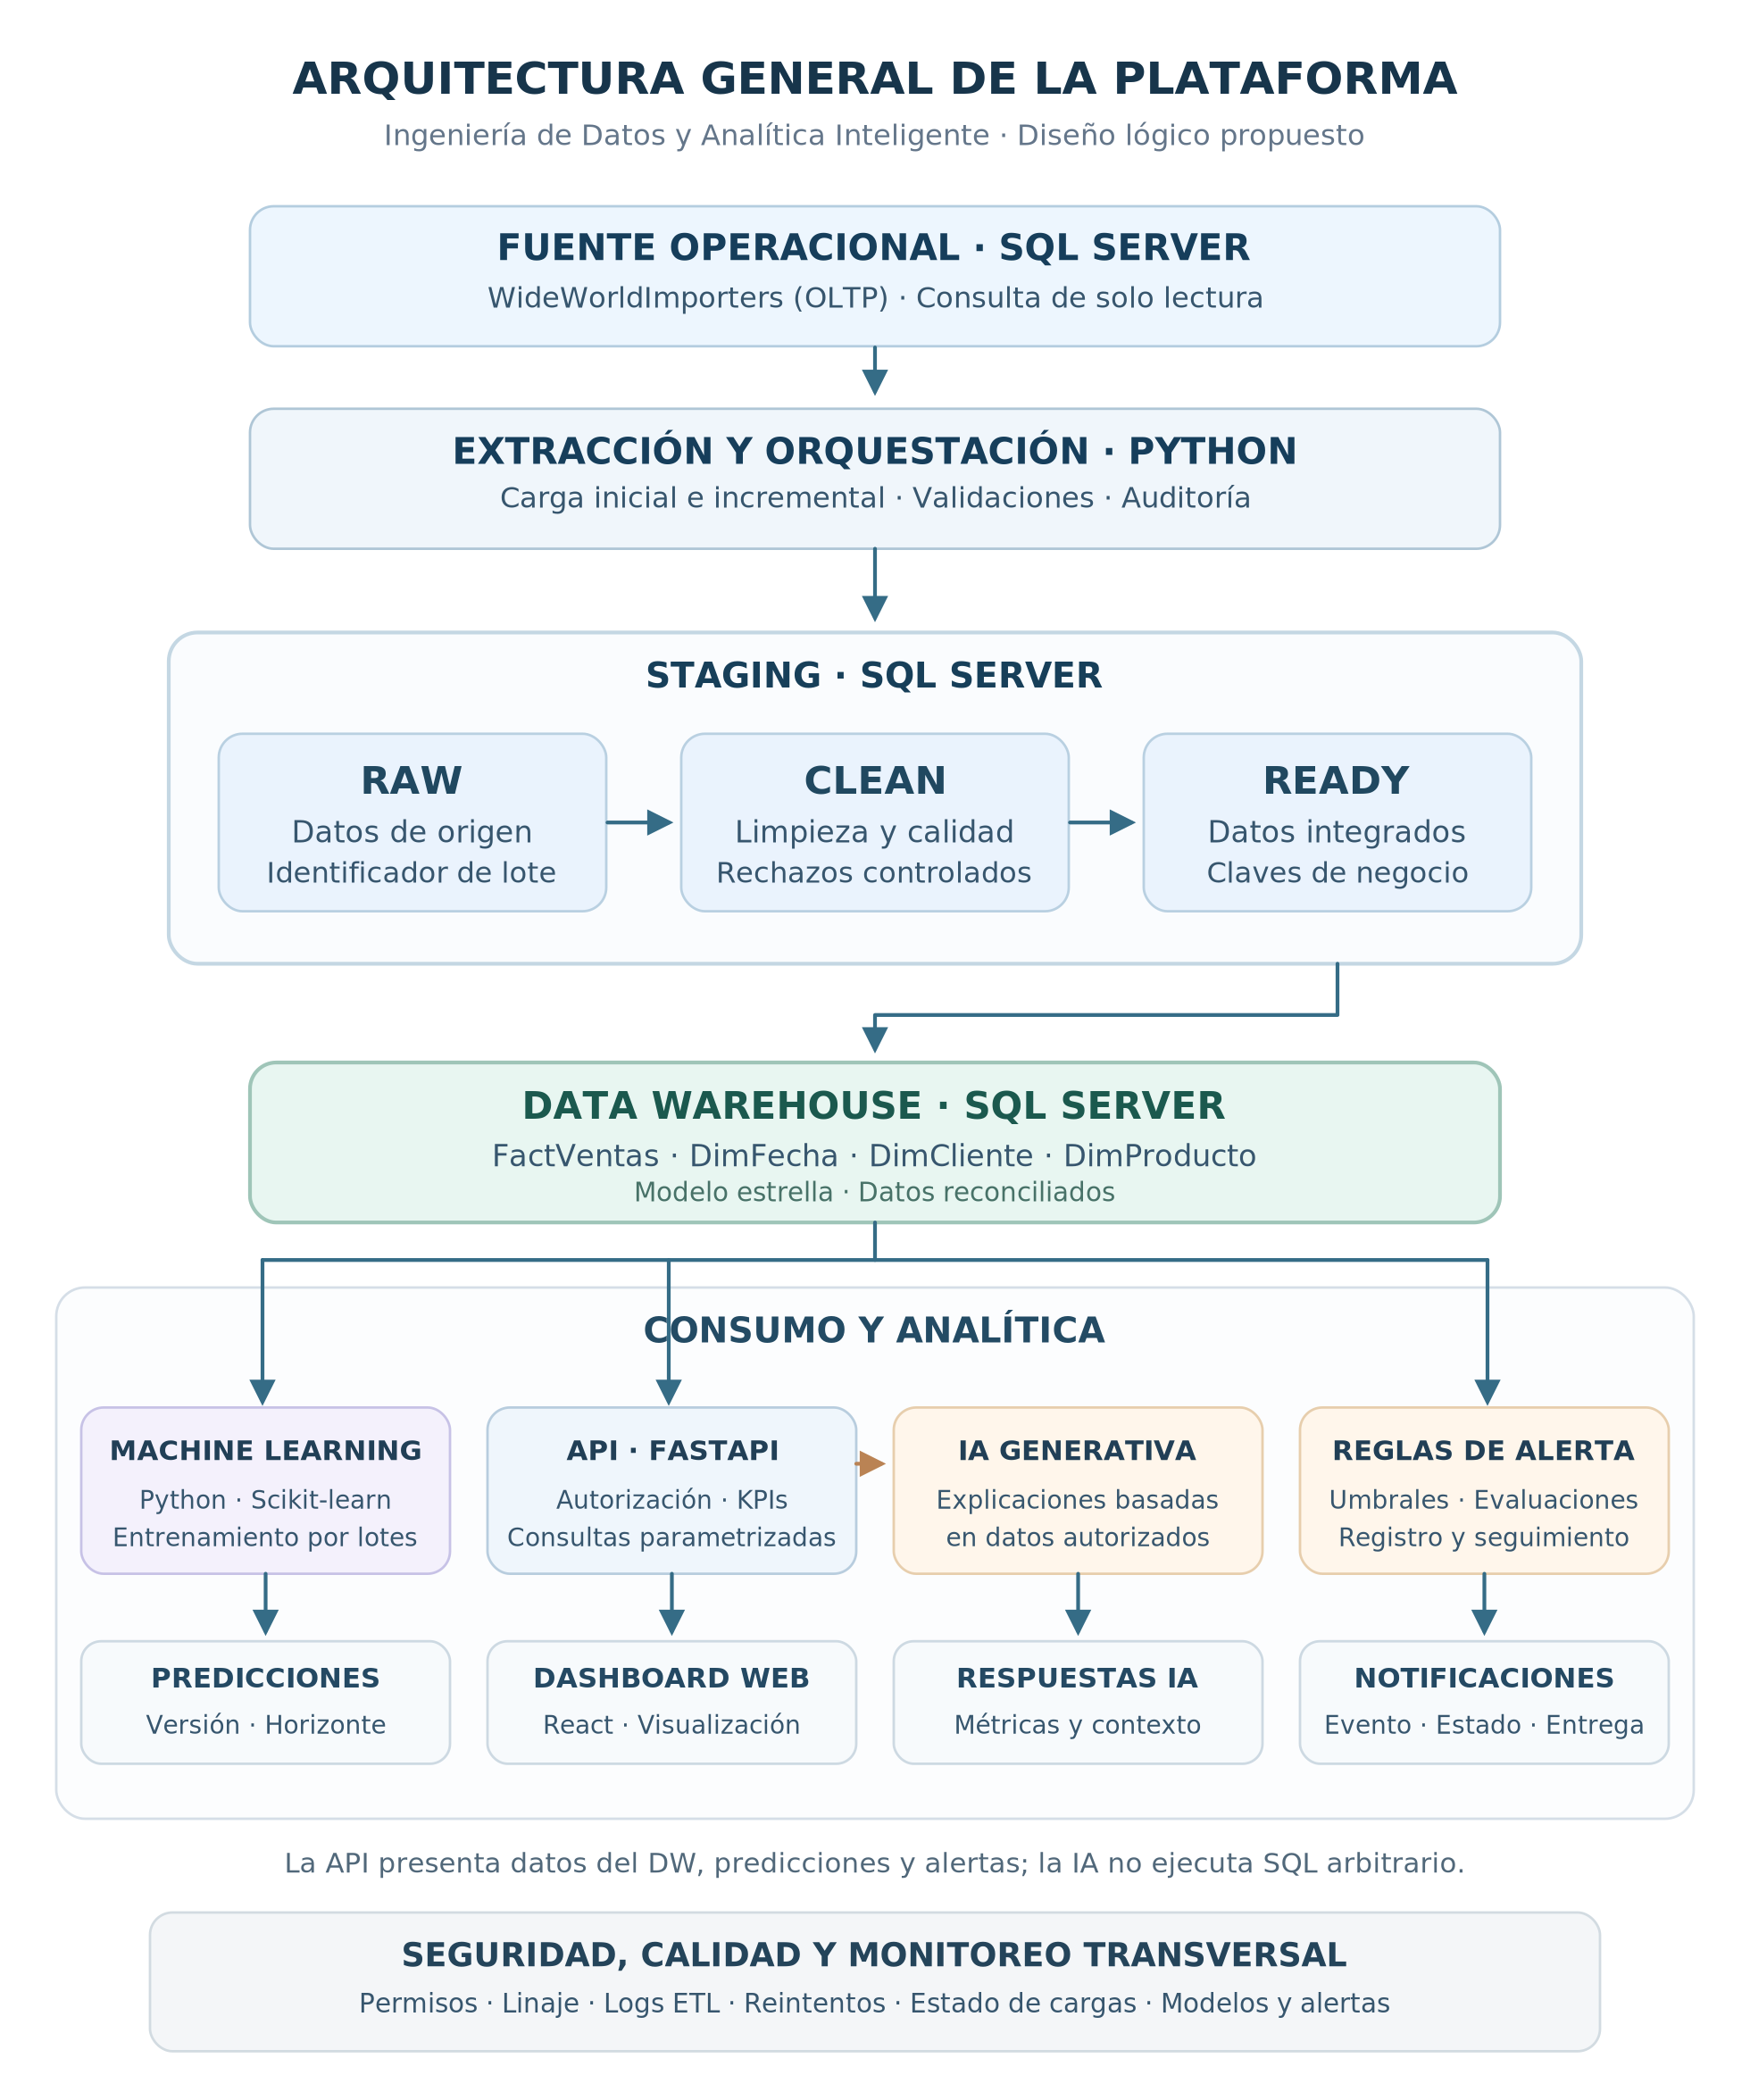 ARQUITECTURA GENERAL DE LA PLATAFORMA
Ingeniería de Datos y Analítica Inteligente · Diseño lógico propuesto
FUENTE OPERACIONAL · SQL SERVER
WideWorldImporters (OLTP) · Consulta de solo lectura
EXTRACCIÓN Y ORQUESTACIÓN · PYTHON
Carga inicial e incremental · Validaciones · Auditoría
STAGING · SQL SERVER
RAW
Datos de origen
Identificador de lote
CLEAN
Limpieza y calidad
Rechazos controlados
READY
Datos integrados
Claves de negocio
DATA WAREHOUSE · SQL SERVER
FactVentas · DimFecha · DimCliente · DimProducto
Modelo estrella · Datos reconciliados
CONSUMO Y ANALÍTICA
MACHINE LEARNING
Python · Scikit-learn
Entrenamiento por lotes
API · FASTAPI
Autorización · KPIs
Consultas parametrizadas
IA GENERATIVA
Explicaciones basadas
en datos autorizados
REGLAS DE ALERTA
Umbrales · Evaluaciones
Registro y seguimiento
PREDICCIONES
Versión · Horizonte
DASHBOARD WEB
React · Visualización
RESPUESTAS IA
Métricas y contexto
NOTIFICACIONES
Evento · Estado · Entrega
La API presenta datos del DW, predicciones y alertas; la IA no ejecuta SQL arbitrario.
SEGURIDAD, CALIDAD Y MONITOREO TRANSVERSAL
Permisos · Linaje · Logs ETL · Reintentos · Estado de cargas · Modelos y alertas